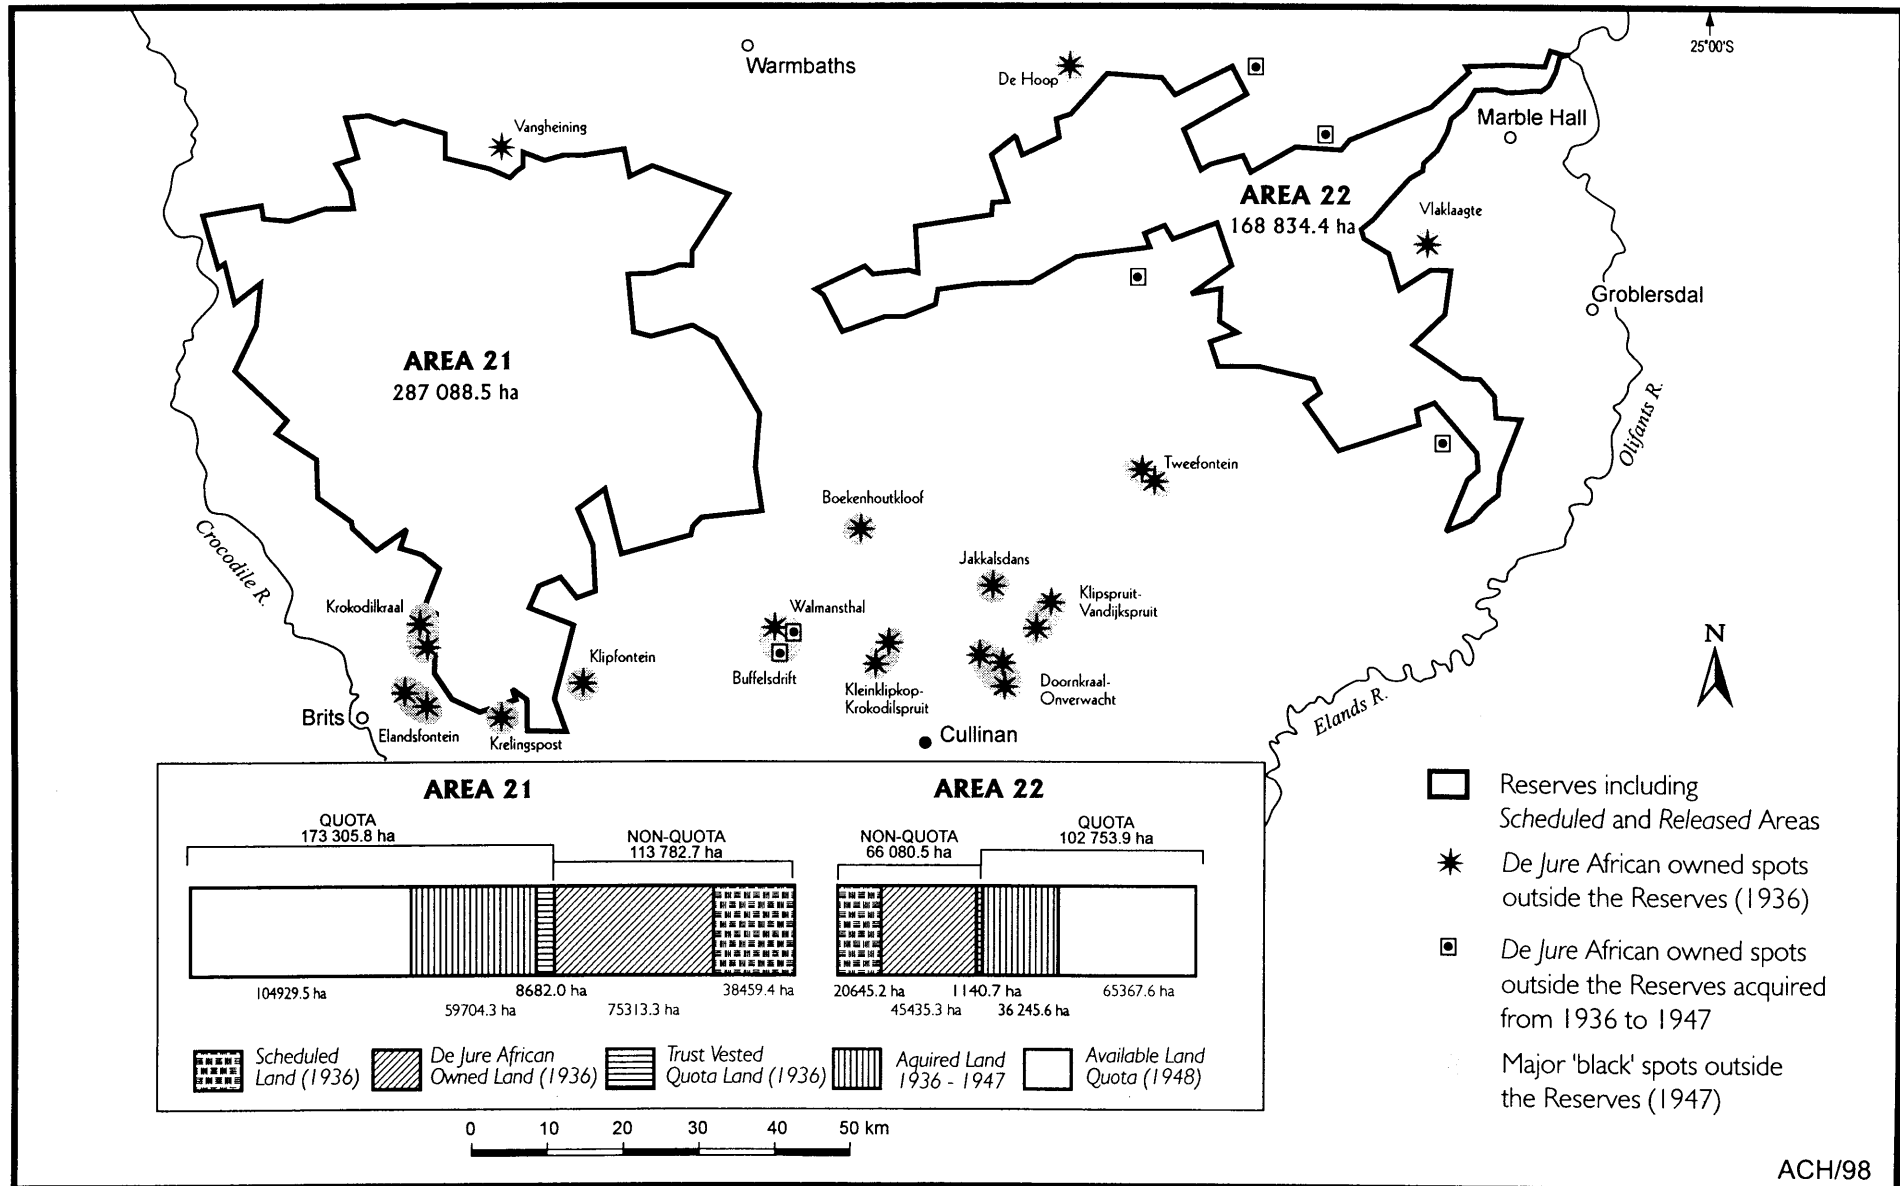 25°00'S
Warmbaths
De Hoop
Marble Hall
Vangheining
AREA 22
168 834.4 ha
Vlaklaagte
Groblersdal
AREA 21
287 088.5 ha
Olifants R.
Tweefontein
Boekenhoutkloof
Crocodile R.
Jakkalsdans
Krokodilkraal
Walmansthal
Klipspruit-
Vandijkspruit
Klipfontein
Buffelsdrift
Kleinklipkop-
Krokodilspruit
Doornkraal-
Onverwacht
Brits
Elandsfontein
Krelingspost
Cullinan
Elands R.
N
AREA 21
AREA 22
QUOTA
173 305.8 ha
NON-QUOTA
113 782.7 ha
NON-QUOTA
66 080.5 ha
QUOTA
102 753.9 ha
104929.5 ha
59704.3 ha
8682.0 ha
75313.3 ha
38459.4 ha
20645.2 ha
45435.3 ha
1140.7 ha
36 245.6 ha
65367.6 ha
Scheduled
Land (1936)
De Jure African
Owned Land (1936)
Trust Vested
Quota Land (1936)
Aquired Land
1936 - 1947
Available Land
Quota (1948)
0 10 20 30 40 50 km
Reserves including
Scheduled and Released Areas
De Jure African owned spots
outside the Reserves (1936)
De Jure African owned spots
outside the Reserves acquired
from 1936 to 1947
Major 'black' spots outside
the Reserves (1947)
ACH/98